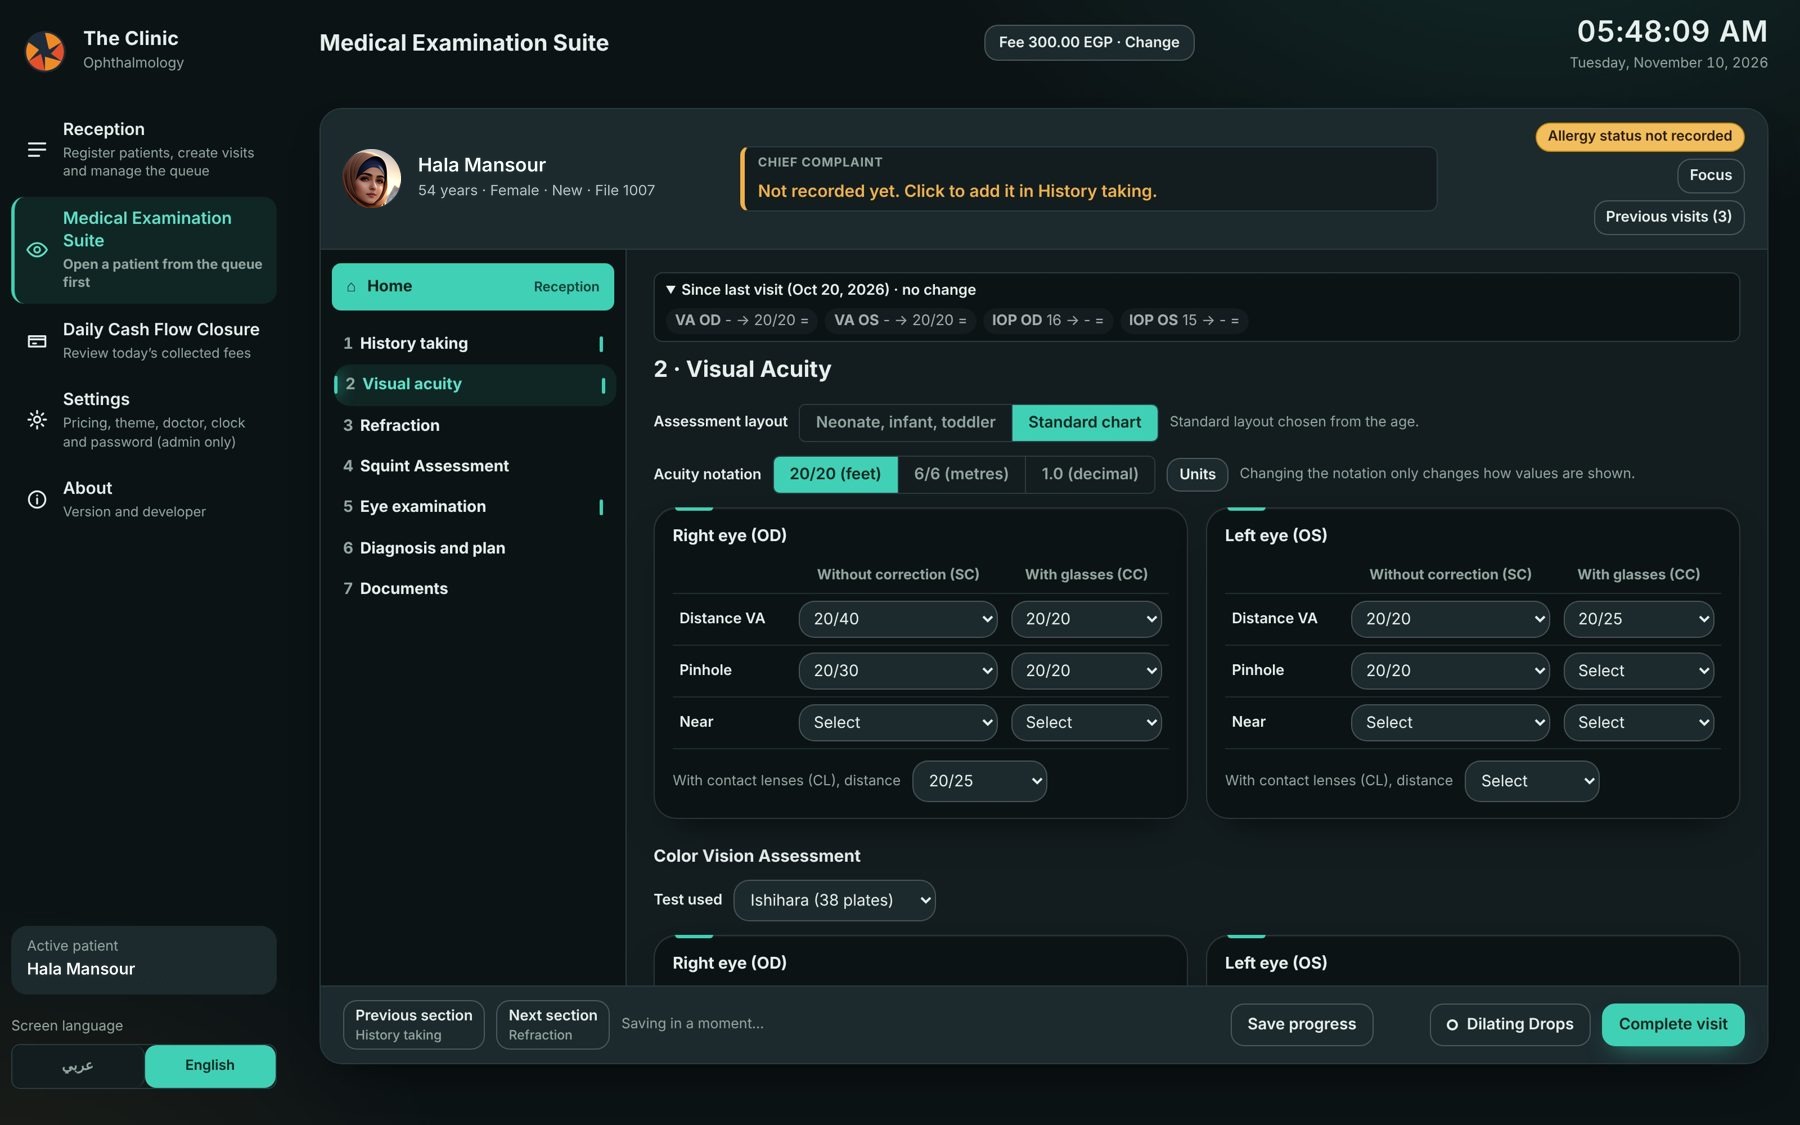 The Clinic
Ophthalmology
Medical Examination Suite
Fee 300.00 EGP · Change
05:48:09 AM
Tuesday, November 10, 2026
Reception
Register patients, create visits
and manage the queue
Medical Examination
Suite
Open a patient from the queue
first
Daily Cash Flow Closure
Review today's collected fees
Settings
Pricing, theme, doctor, clock
and password (admin only)
About
Version and developer
Active patient
Hala Mansour
Screen language
عربي
English
Hala Mansour
54 years · Female · New · File 1007
CHIEF COMPLAINT
Not recorded yet. Click to add it in History taking.
Allergy status not recorded
Focus
Previous visits (3)
Home Reception
1 History taking
2 Visual acuity
3 Refraction
4 Squint Assessment
5 Eye examination
6 Diagnosis and plan
7 Documents
▼ Since last visit (Oct 20, 2026) · no change
VA OD - → 20/20 = VA OS - → 20/20 = IOP OD 16 → - = IOP OS 15 → - =
2 · Visual Acuity
Assessment layout Neonate, infant, toddler Standard chart Standard layout chosen from the age.
Acuity notation 20/20 (feet) 6/6 (metres) 1.0 (decimal) Units Changing the notation only changes how values are shown.
Right eye (OD)
Without correction (SC) With glasses (CC)
Distance VA 20/40 20/20
Pinhole 20/30 20/20
Near Select Select
With contact lenses (CL), distance 20/25
Left eye (OS)
Without correction (SC) With glasses (CC)
Distance VA 20/20 20/25
Pinhole 20/20 Select
Near Select Select
With contact lenses (CL), distance Select
Color Vision Assessment
Test used Ishihara (38 plates)
Right eye (OD)
Left eye (OS)
Previous section
History taking
Next section
Refraction
Saving in a moment...
Save progress
Dilating Drops
Complete visit